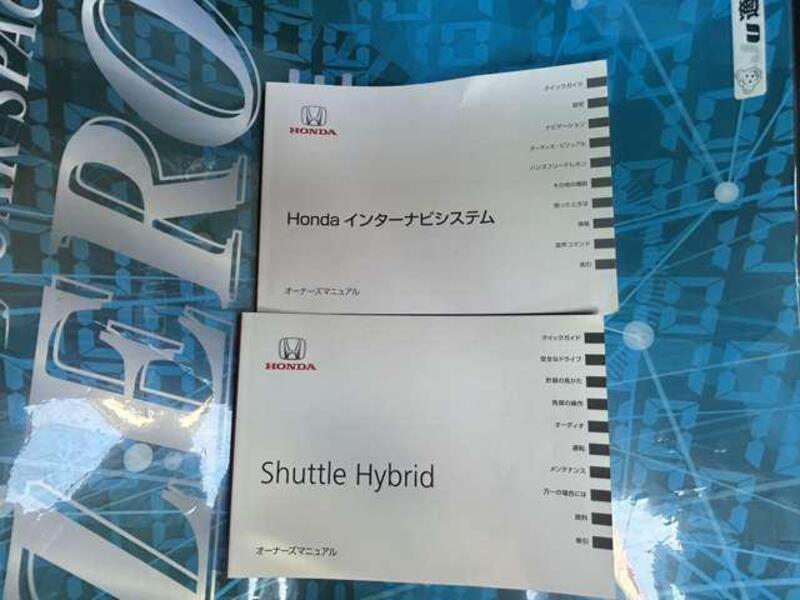 HONDA
Honda インターナビシステム
オーナーズマニュアル
クイックガイド
設定
ナビゲーション
オーディオ・ビジュアル
ハンズフリーテレホン
その他の機能
困ったときは
情報
音声コマンド
索引
HONDA
Shuttle Hybrid
オーナーズマニュアル
クイックガイド
安全なドライブ
計器の見かた
各部の操作
オーディオ
運転
メンテナンス
万一の場合には
資料
索引
ZERO